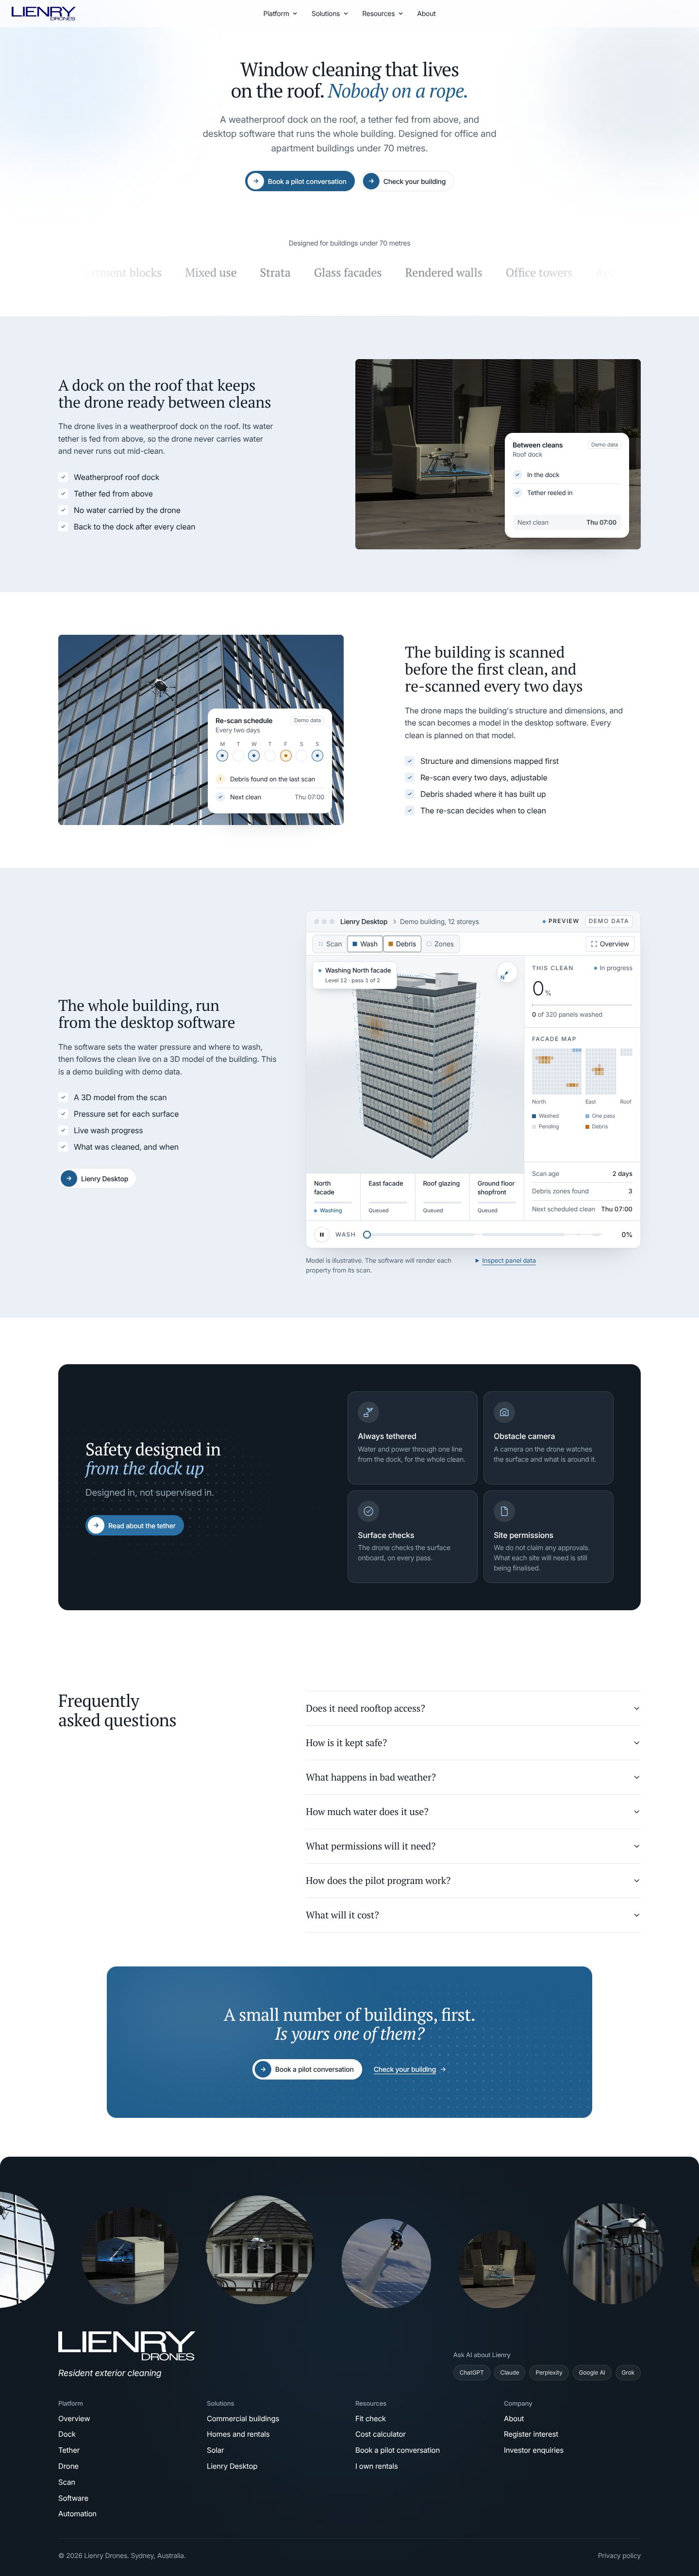 LIENRY
DRONES
Platform
Solutions
Resources
About
Window cleaning that lives
on the roof. Nobody on a rope.
A weatherproof dock on the roof, a tether fed from above, and
desktop software that runs the whole building. Designed for office and
apartment buildings under 70 metres.
Book a pilot conversation
Check your building
Designed for buildings under 70 metres
artment blocks
Mixed use
Strata
Glass facades
Rendered walls
Office towers
A dock on the roof that keeps
the drone ready between cleans
The drone lives in a weatherproof dock on the roof. Its water
tether is fed from above, so the drone never carries water
and never runs out mid-clean.
Weatherproof roof dock
Tether fed from above
No water carried by the drone
Back to the dock after every clean
Between cleans
Demo data
Roof dock
In the dock
Tether reeled in
Next clean
Thu 07:00
Re-scan schedule
Demo data
Every two days
M T W T F S S
Debris found on the last scan
Next clean
Thu 07:00
The building is scanned
before the first clean, and
re-scanned every two days
The drone maps the building's structure and dimensions, and
the scan becomes a model in the desktop software. Every
clean is planned on that model.
Structure and dimensions mapped first
Re-scan every two days, adjustable
Debris shaded where it has built up
The re-scan decides when to clean
The whole building, run
from the desktop software
The software sets the water pressure and where to wash,
then follows the clean live on a 3D model of the building. This
is a demo building with demo data.
A 3D model from the scan
Pressure set for each surface
Live wash progress
What was cleaned, and when
Lienry Desktop
Lienry Desktop
Demo building, 12 storeys
PREVIEW
DEMO DATA
Scan
Wash
Debris
Zones
Overview
Washing North facade
Level 12 · pass 1 of 2
N
THIS CLEAN
In progress
0%
0 of 320 panels washed
FACADE MAP
North
East
Roof
Washed
One pass
Pending
Debris
North
facade
Washing
East facade
Queued
Roof glazing
Queued
Ground floor
shopfront
Queued
Scan age
2 days
Debris zones found
3
Next scheduled clean
Thu 07:00
WASH
0%
Model is illustrative. The software will render each
property from its scan.
Inspect panel data
Safety designed in
from the dock up
Designed in, not supervised in.
Read about the tether
Always tethered
Water and power through one line
from the dock, for the whole clean.
Obstacle camera
A camera on the drone watches
the surface and what is around it.
Surface checks
The drone checks the surface
onboard, on every pass.
Site permissions
We do not claim any approvals.
What each site will need is still
being finalised.
Frequently
asked questions
Does it need rooftop access?
How is it kept safe?
What happens in bad weather?
How much water does it use?
What permissions will it need?
How does the pilot program work?
What will it cost?
A small number of buildings, first.
Is yours one of them?
Book a pilot conversation
Check your building
LIENRY
DRONES
Resident exterior cleaning
Ask AI about Lienry
ChatGPT
Claude
Perplexity
Google AI
Grok
Platform
Overview
Dock
Tether
Drone
Scan
Software
Automation
Solutions
Commercial buildings
Homes and rentals
Solar
Lienry Desktop
Resources
Fit check
Cost calculator
Book a pilot conversation
I own rentals
Company
About
Register interest
Investor enquiries
© 2026 Lienry Drones. Sydney, Australia.
Privacy policy